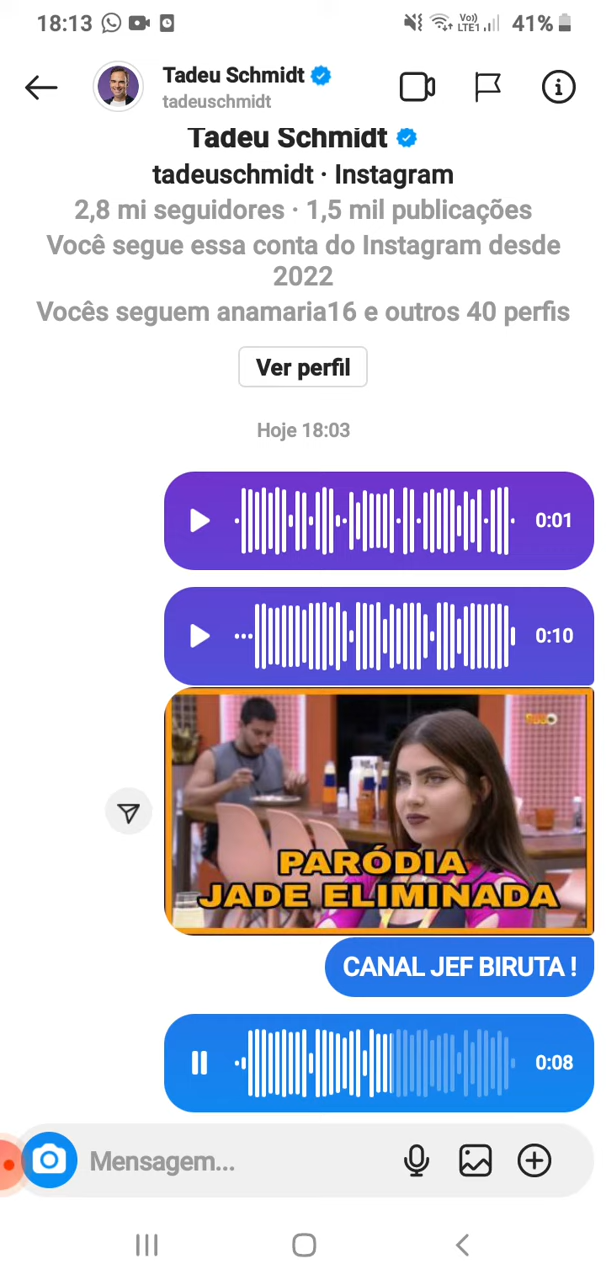 18:13
Vo)) LTE1
41%
Tadeu Schmidt
tadeuschmidt
Tadeu Schmidt
tadeuschmidt · Instagram
2,8 mi seguidores · 1,5 mil publicações
Você segue essa conta do Instagram desde
2022
Vocês seguem anamaria16 e outros 40 perfis
Ver perfil
Hoje 18:03
0:01
0:10
PARÓDIA
JADE ELIMINADA
CANAL JEF BIRUTA !
0:08
Mensagem...